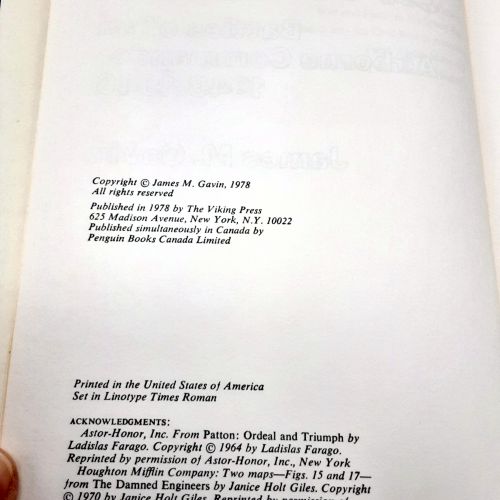 Copyright © James M. Gavin, 1978
All rights reserved
Published in 1978 by The Viking Press
625 Madison Avenue, New York, N.Y. 10022
Published simultaneously in Canada by
Penguin Books Canada Limited
Printed in the United States of America
Set in Linotype Times Roman
ACKNOWLEDGMENTS:
Astor-Honor, Inc. From Patton: Ordeal and Triumph by
Ladislas Farago. Copyright © 1964 by Ladislas Farago.
Reprinted by permission of Astor-Honor, Inc., New York
Houghton Mifflin Company: Two maps—Figs. 15 and 17—
from The Damned Engineers by Janice Holt Giles. Copyright
© 1970 by Janice Holt Giles. Reprinted by permission of